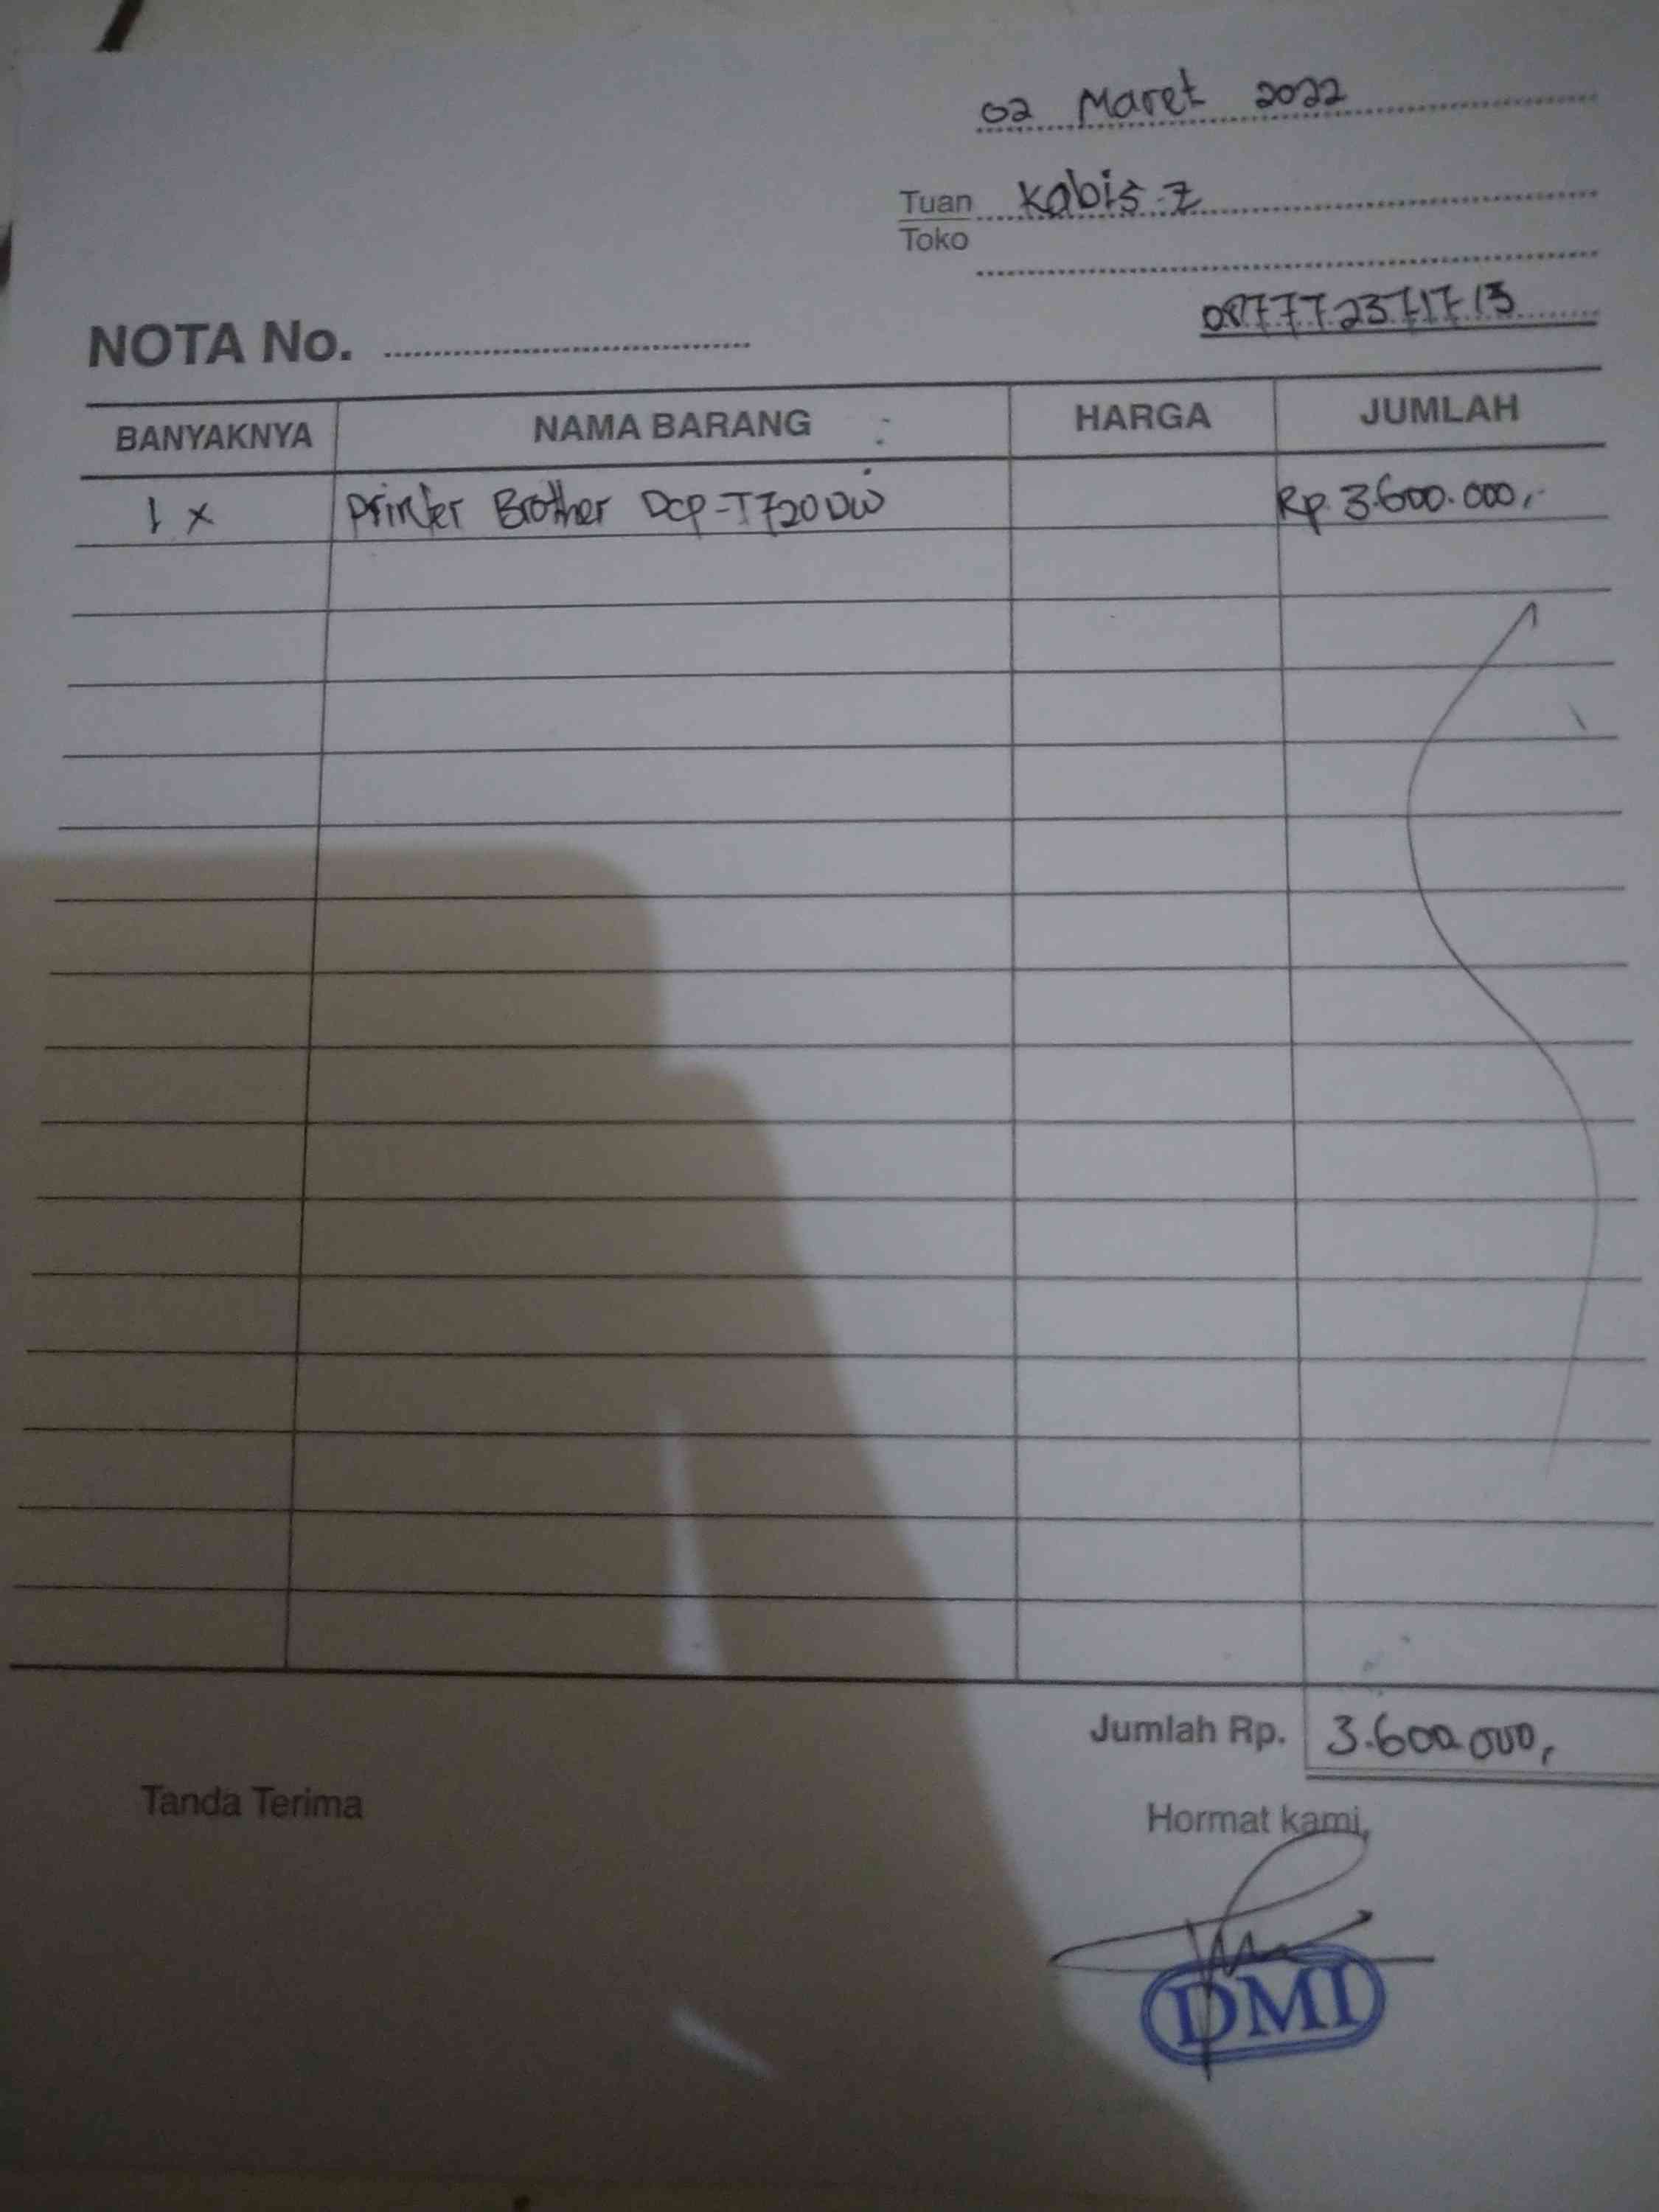 02 Maret 2022
Tuan Kabis-Z
Toko
087772371713
NOTA No.
BANYAKNYA NAMA BARANG HARGA JUMLAH
1 x Printer Brother Dcp-T720DW Rp 3.600.000,-
Jumlah Rp. 3.600.000,
Tanda Terima
Hormat kami,
DMI